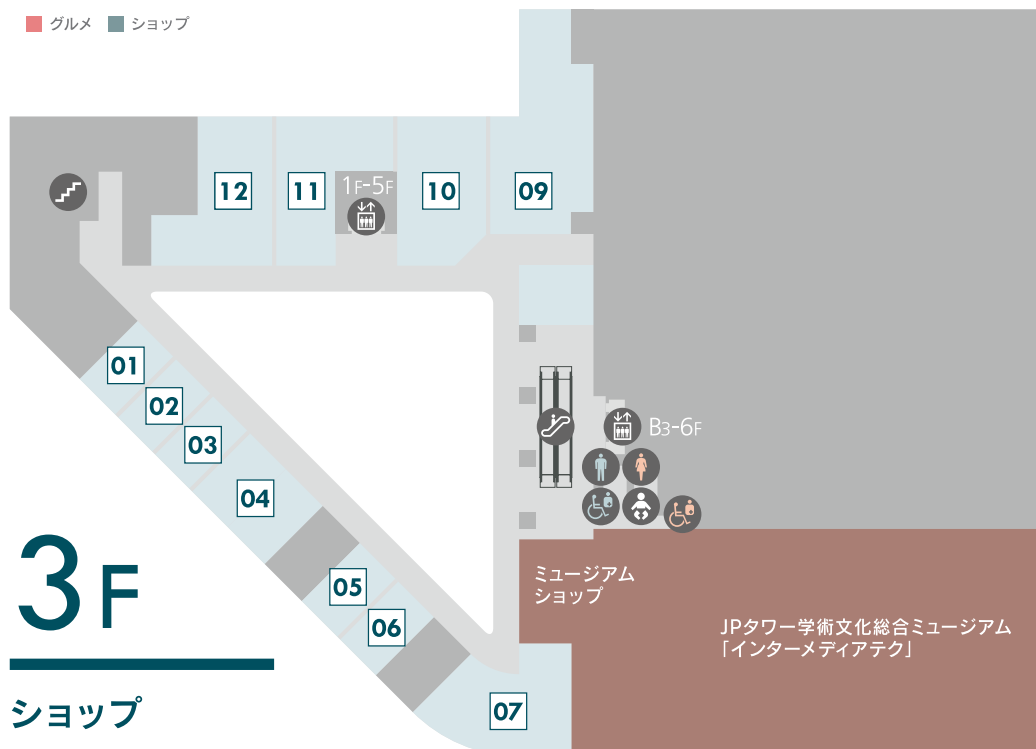 グルメ ショップ
12
11
1F-5F
10
09
01
02
03
04
B3-6F
05
06
07
ミュージアム
ショップ
JPタワー学術文化総合ミュージアム
「インターメディアテク」
3F
ショップ